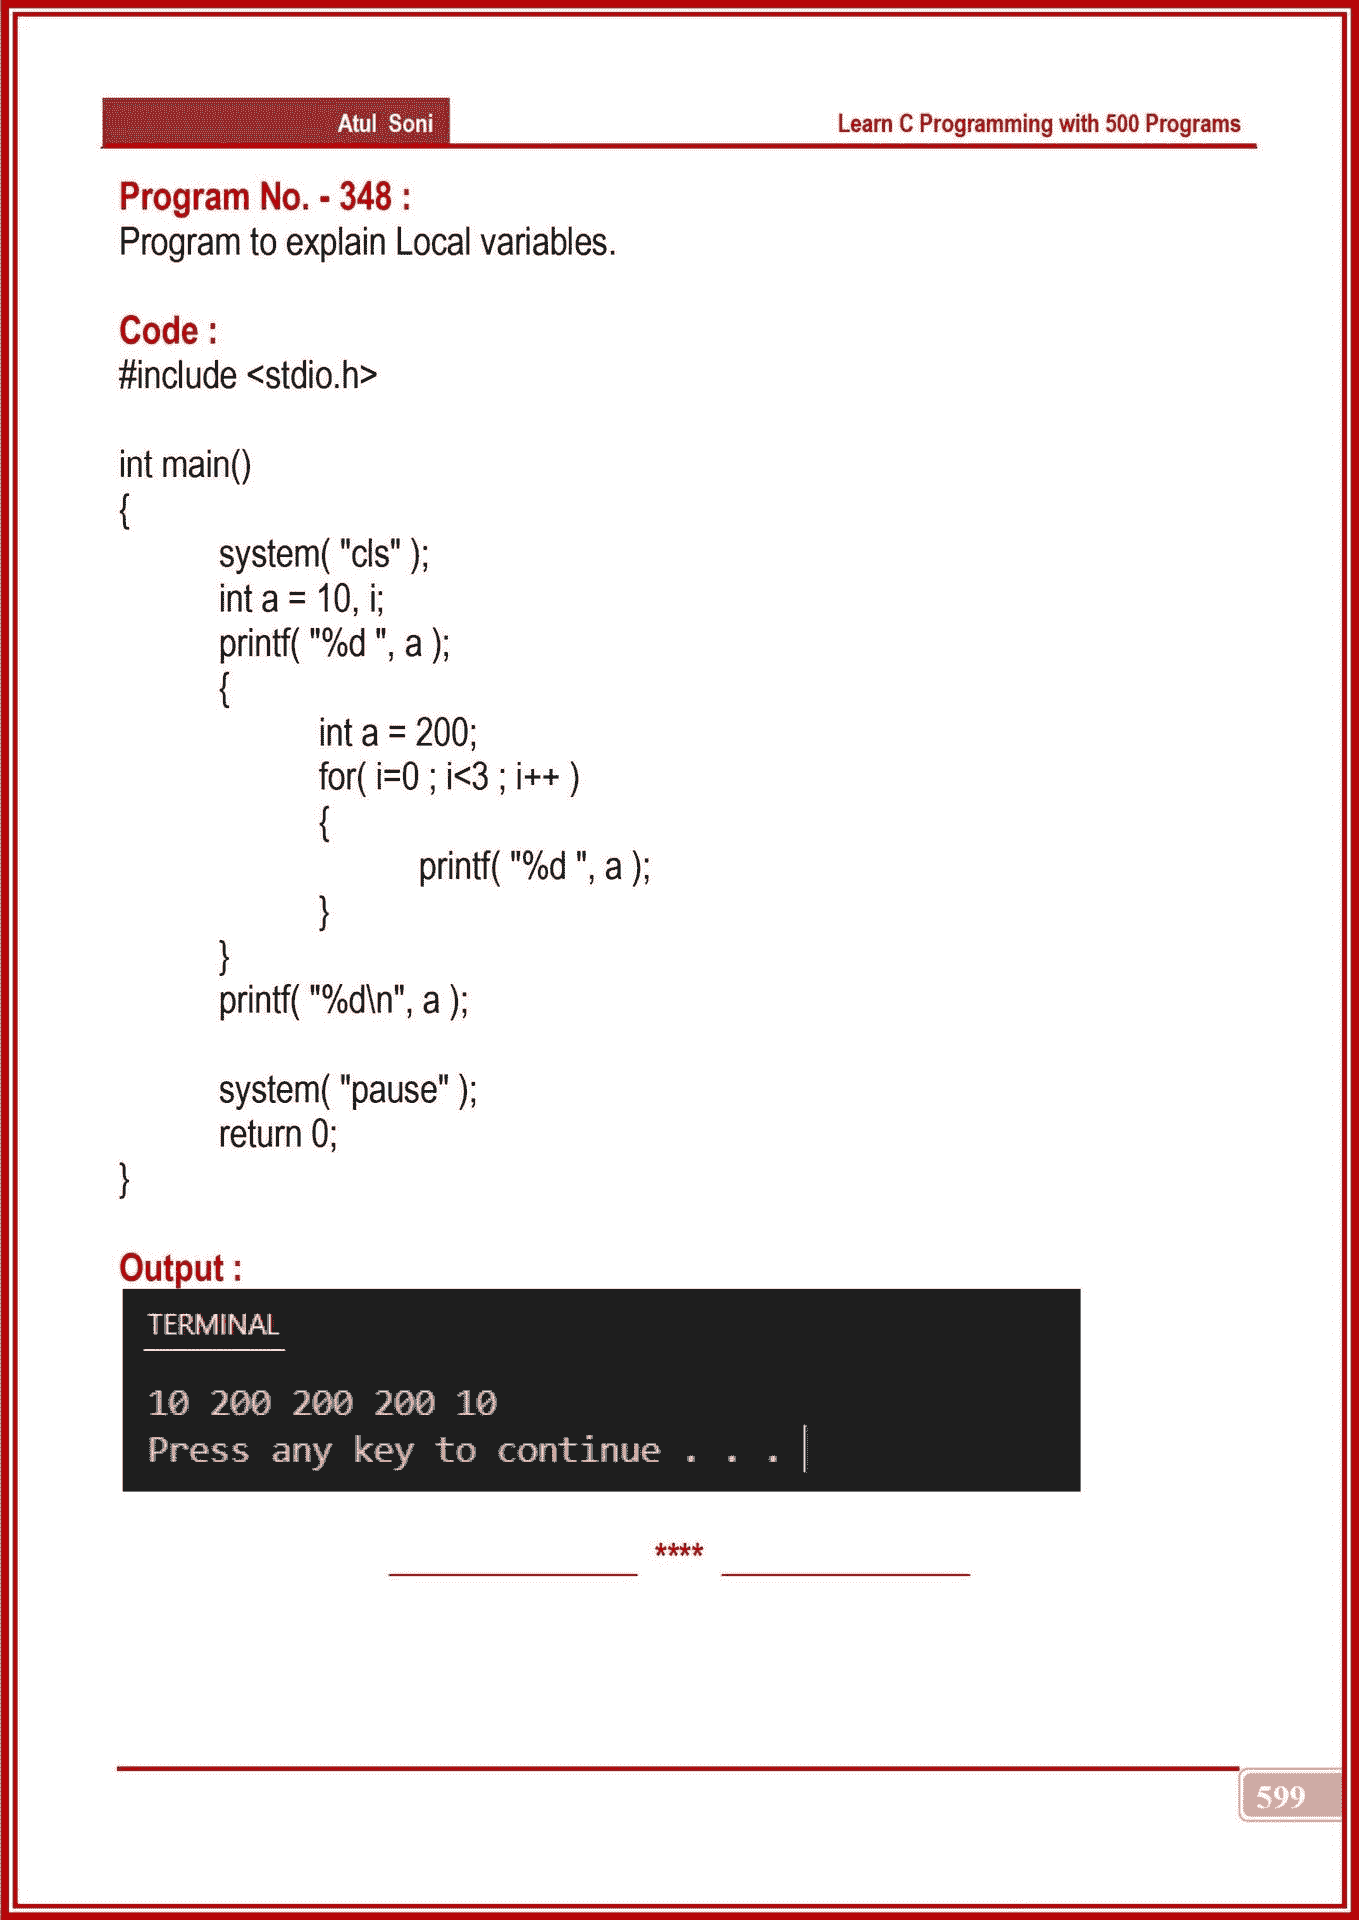 Atul Soni
Learn C Programming with 500 Programs
Program No. - 348 :
Program to explain Local variables.
Code :
#include <stdio.h>
int main()
{
system( "cls" );
int a = 10, i;
printf( "%d ", a );
{
int a = 200;
for( i=0 ; i<3 ; i++ )
{
printf( "%d ", a );
}
}
printf( "%d\n", a );
system( "pause" );
return 0;
}
Output :
TERMINAL
10 200 200 200 10
Press any key to continue . . .
****
599